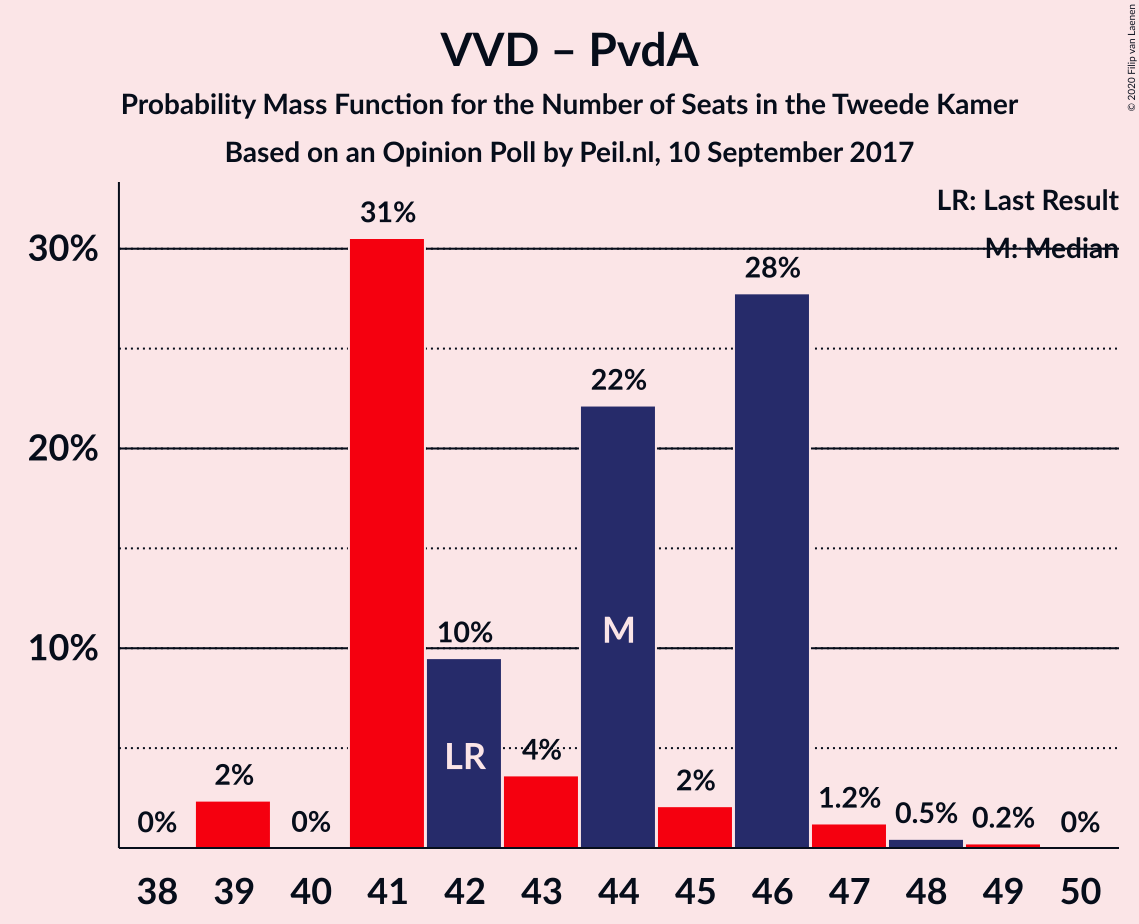 VVD – PvdA
Probability Mass Function for the Number of Seats in the Tweede Kamer
Based on an Opinion Poll by Peil.nl, 10 September 2017
© 2020 Filip van Laenen
LR: Last Result
M: Median
30%
20%
10%
0%
2%
0%
31%
10%
4%
22%
2%
28%
1.2%
0.5%
0.2%
0%
LR
M
38 39 40 41 42 43 44 45 46 47 48 49 50